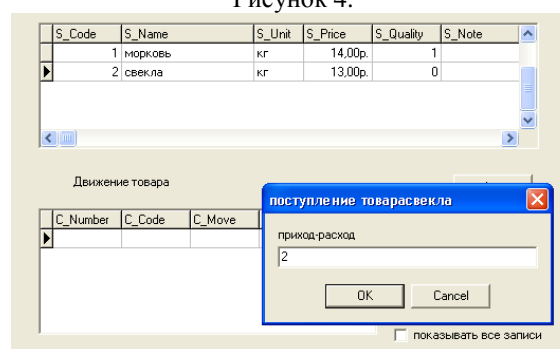 Рисунок 4.
S_Code S_Name S_Unit S_Price S_Quality S_Note
1 морковь кг 14,00р. 1
2 свекла кг 13,00р. 0
Движение товара
поступление товарасвекла
C_Number C_Code C_Move
приход-расход
2
OK Cancel
показывать все записи